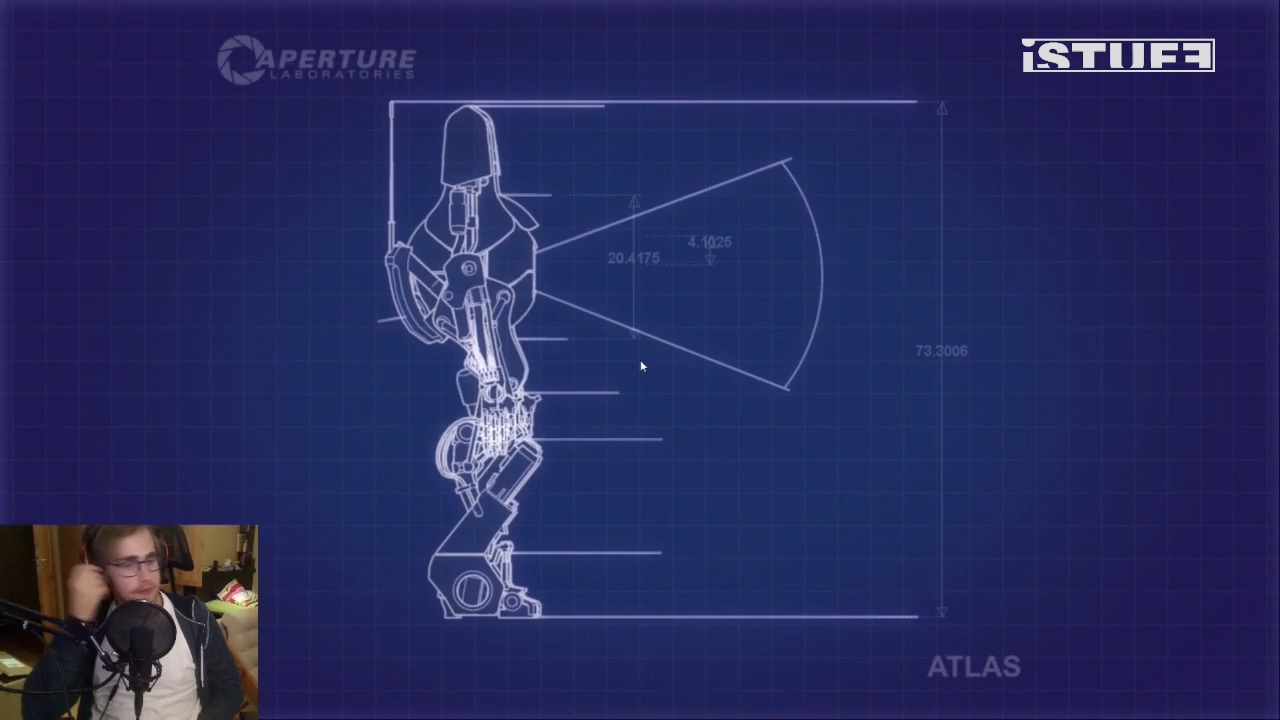 APERTURE
LABORATORIES
iSTUFF
4.1025
20.4175
73.3006
ATLAS